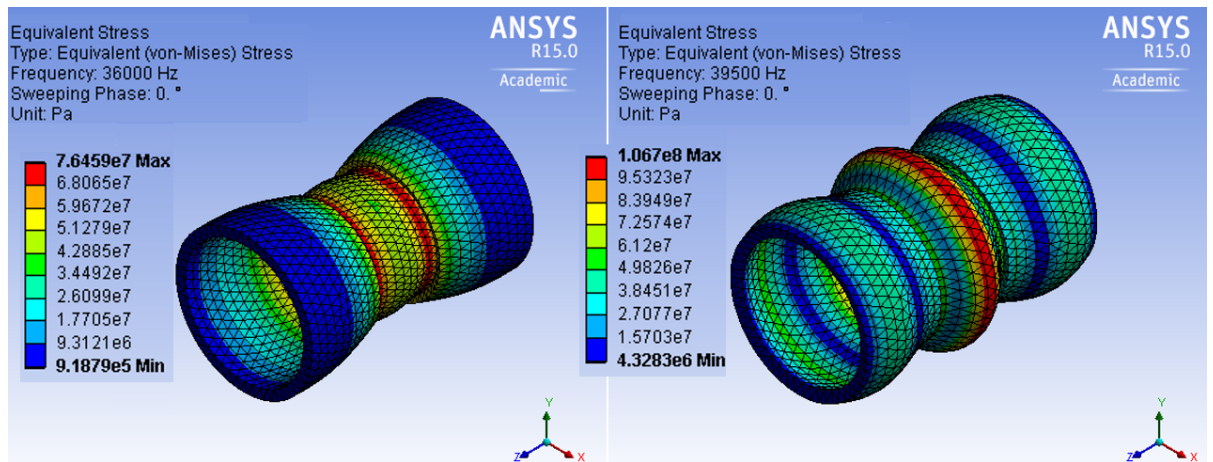 Equivalent Stress
Type: Equivalent (von-Mises) Stress
Frequency: 36000 Hz
Sweeping Phase: 0. °
Unit: Pa
ANSYS
R15.0
Academic
7.6459e7 Max
6.8065e7
5.9672e7
5.1279e7
4.2885e7
3.4492e7
2.6099e7
1.7705e7
9.3121e6
9.1879e5 Min
Y
Z
X
Equivalent Stress
Type: Equivalent (von-Mises) Stress
Frequency: 39500 Hz
Sweeping Phase: 0. °
Unit: Pa
ANSYS
R15.0
Academic
1.067e8 Max
9.5323e7
8.3949e7
7.2574e7
6.12e7
4.9826e7
3.8451e7
2.7077e7
1.5703e7
4.3283e6 Min
Y
Z
X